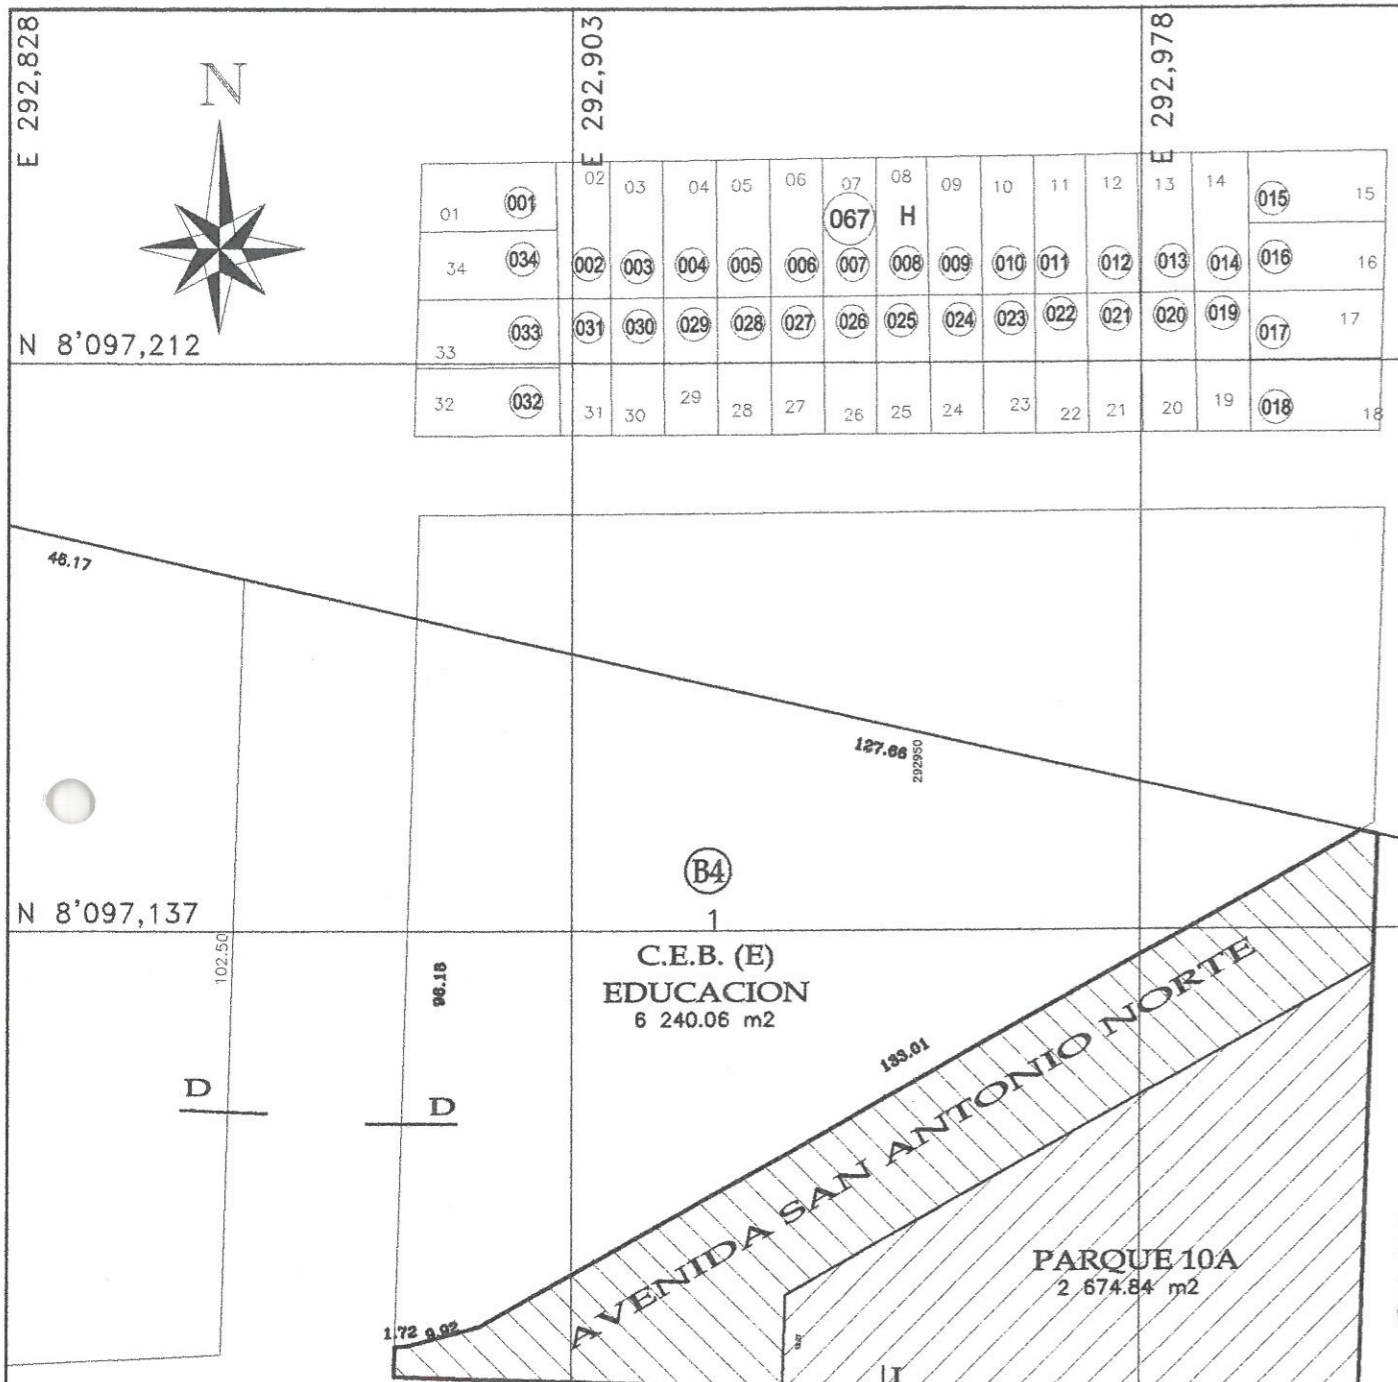 E 292,828
E 292,903
E 292,978
N
02 03 04 05 06 07 08 09 10 11 12 13 14
01 001 067 H 015 15
34 034 002 003 004 005 006 007 008 009 010 011 012 013 014 016 16
33 033 031 030 029 028 027 026 025 024 023 022 021 020 019 017 17
N 8'097,212
32 032 31 30 29 28 27 26 25 24 23 22 21 20 19 018 18
46.17
127.66
292950
B4
N 8'097,137
1
C.E.B. (E)
EDUCACION
6 240.06 m2
102.50
98.18
133.01
D
D
AVENIDA SAN ANTONIO NORTE
PARQUE 10A
2 674.84 m2
1.72 9.92